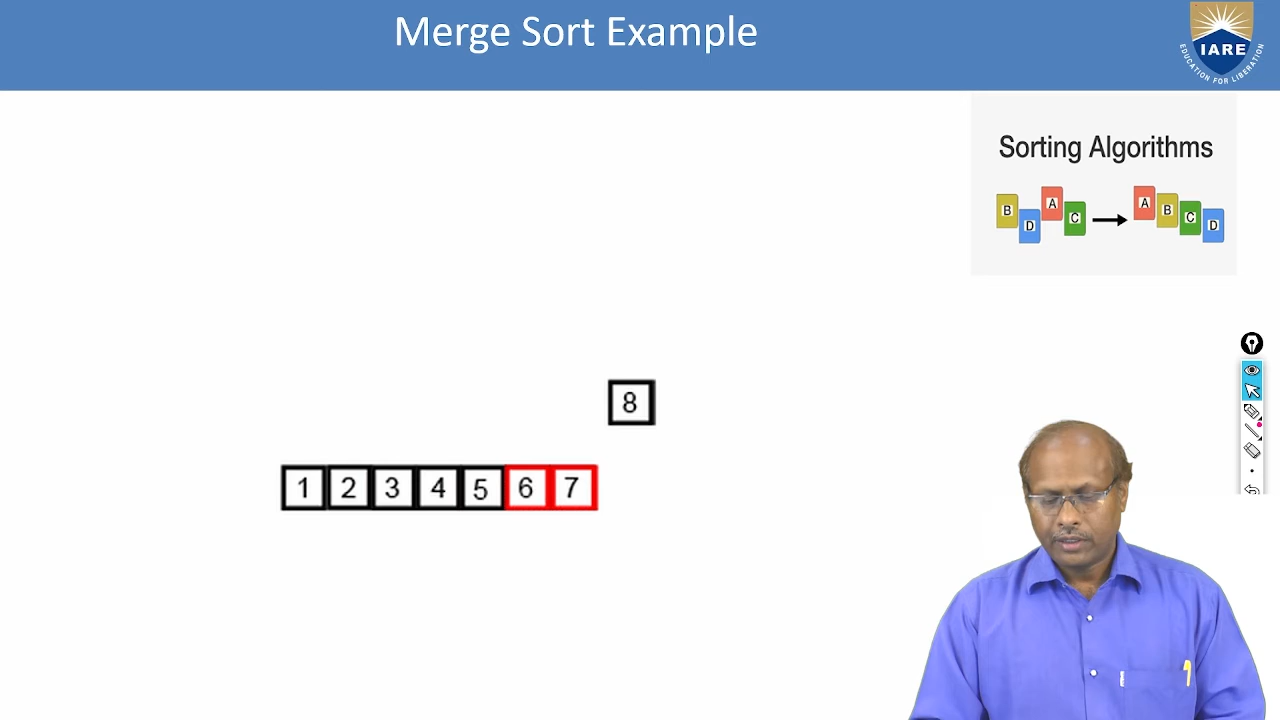 Merge Sort Example
IARE
EDUCATION FOR LIBERATION
Sorting Algorithms
B D A C A B C D
8
1 2 3 4 5 6 7